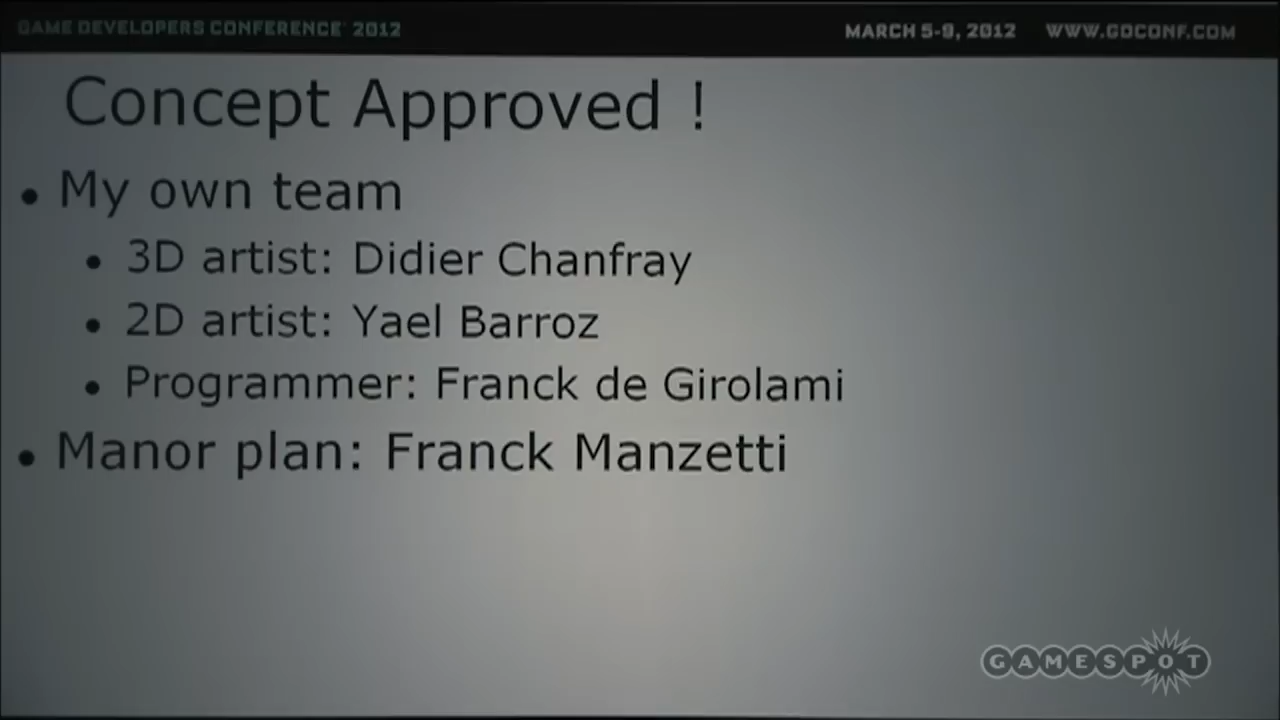 GAME DEVELOPERS CONFERENCE® 2012
MARCH 5-9, 2012 WWW.GDCONF.COM
Concept Approved !
• My own team
• 3D artist: Didier Chanfray
• 2D artist: Yael Barroz
• Programmer: Franck de Girolami
• Manor plan: Franck Manzetti
GAMESPOT